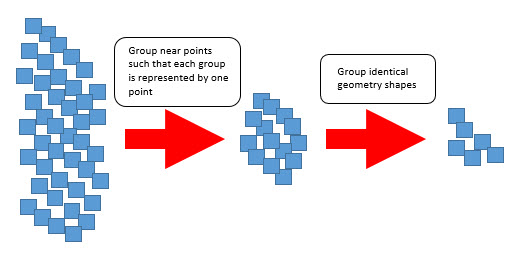 Group near points
such that each group
is represented by one
point
Group identical
geometry shapes